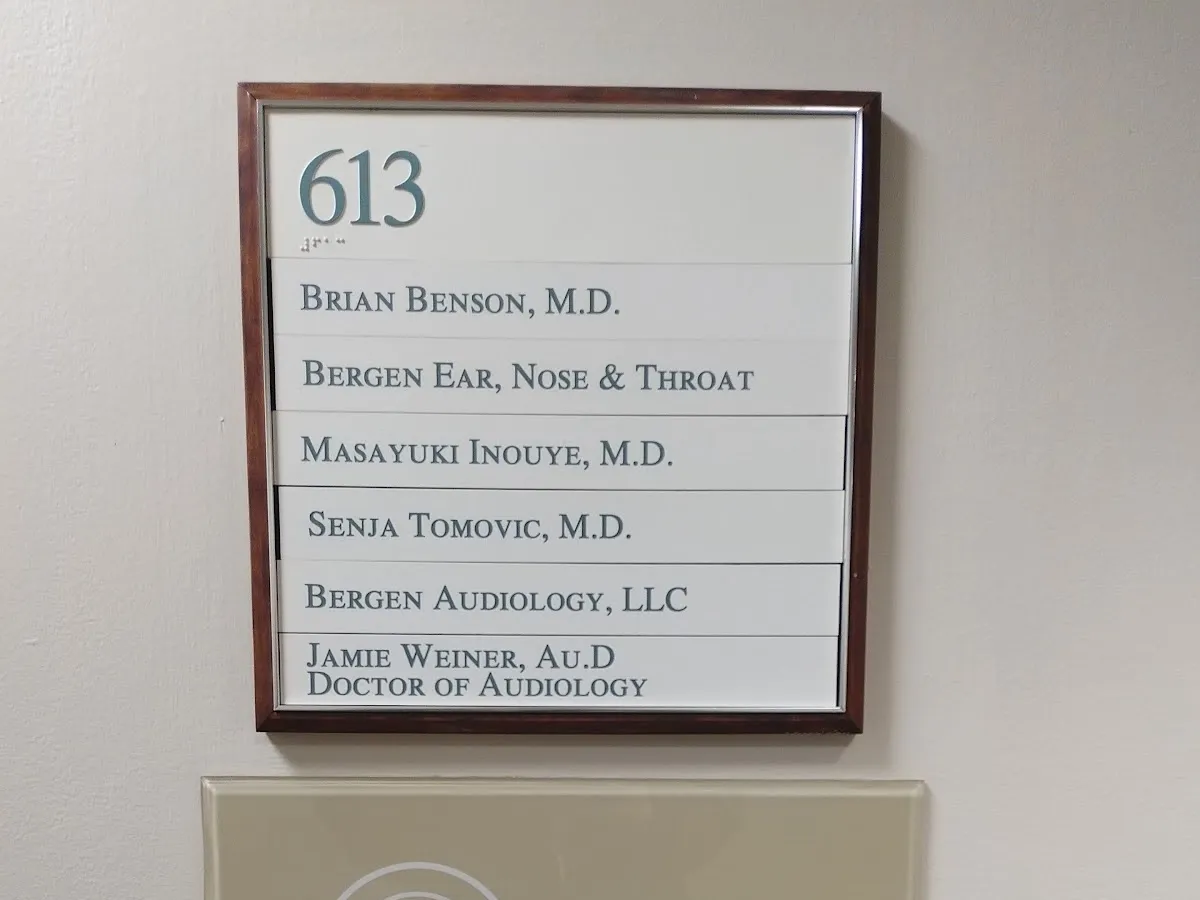 613
BRIAN BENSON, M.D.
BERGEN EAR, NOSE & THROAT
MASAYUKI INOUYE, M.D.
SENJA TOMOVIC, M.D.
BERGEN AUDIOLOGY, LLC
JAMIE WEINER, AU.D
DOCTOR OF AUDIOLOGY